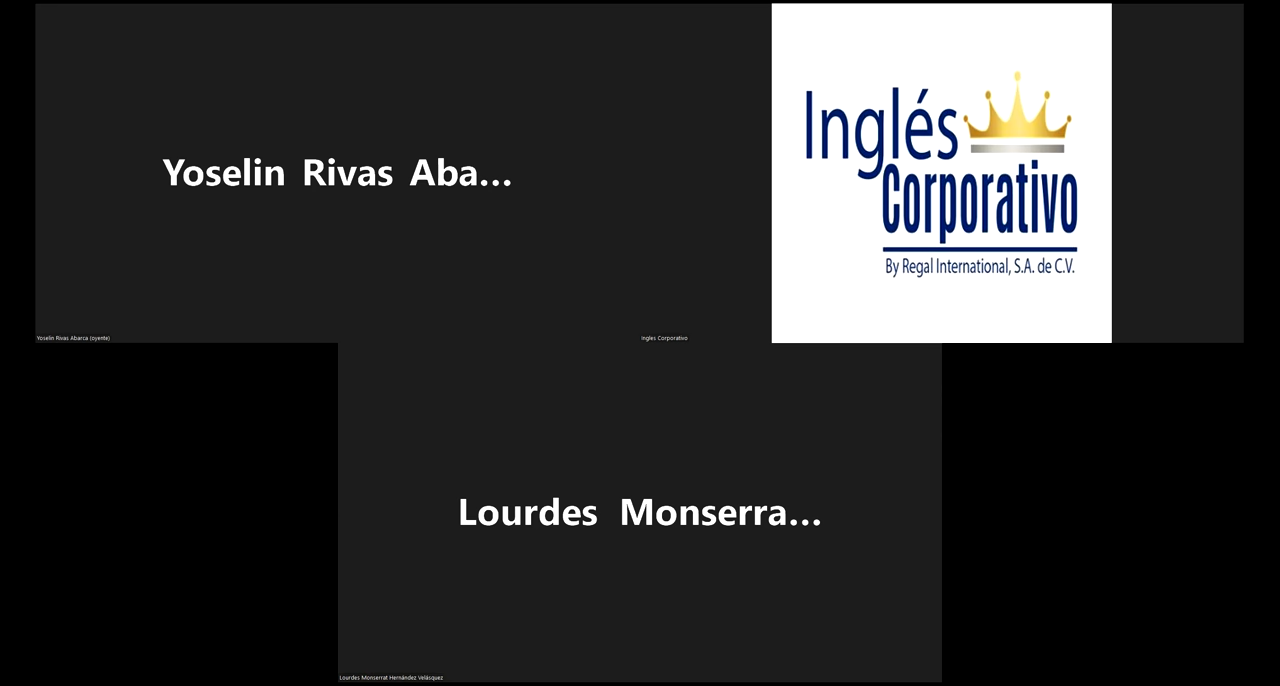 Yoselin Rivas Aba...
Yoselin Rivas Abarca (oyente)
Inglés
Corporativo
By Regal International, S.A. de C.V.
Ingles Corporativo
Lourdes Monserra...
Lourdes Monserrat Hernández Velásquez